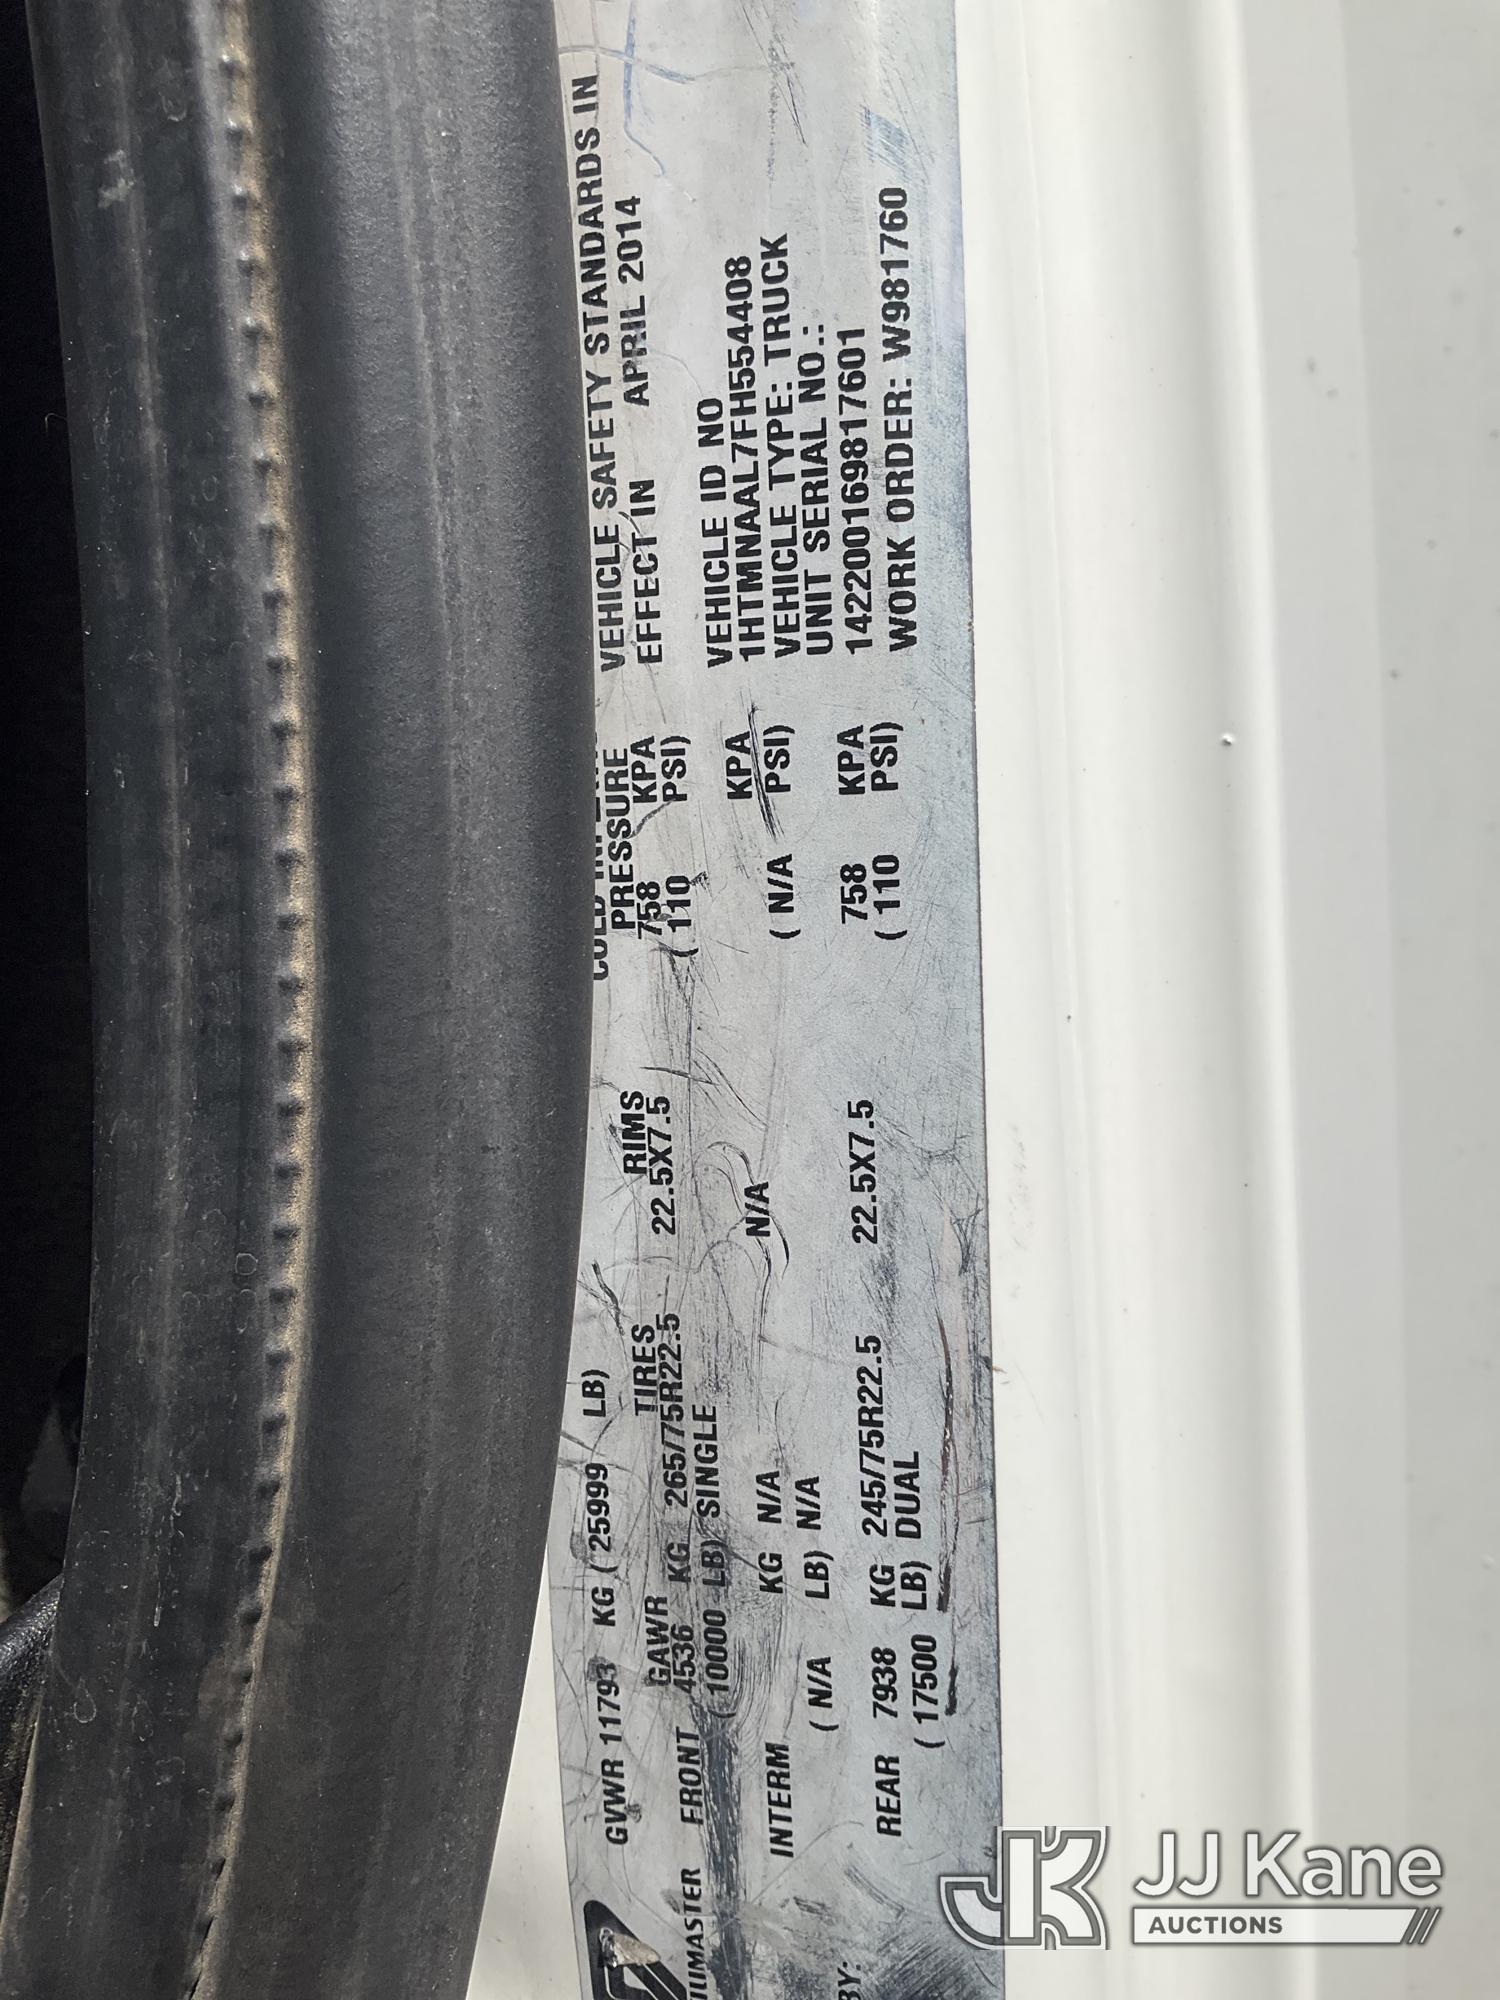 VEHICLE SAFETY STANDARDS IN
EFFECT IN APRIL 2014
GVWR 11793 KG (25999 LB)
PRESSURE
GAWR TIRES RIMS
FRONT 4536 KG 265/75R22.5 22.5X7.5 758 KPA
(10000 LB) SINGLE (110 PSI)
INTERM KG N/A N/A KPA
(N/A LB) N/A (N/A PSI)
REAR 7938 KG 245/75R22.5 22.5X7.5 758 KPA
(17500 LB) DUAL (110 PSI)
VEHICLE ID NO
1HTMNAAL7FH554408
VEHICLE TYPE: TRUCK
UNIT SERIAL NO.:
14220016981 7601
WORK ORDER: W981760
BY:
JJ Kane
AUCTIONS